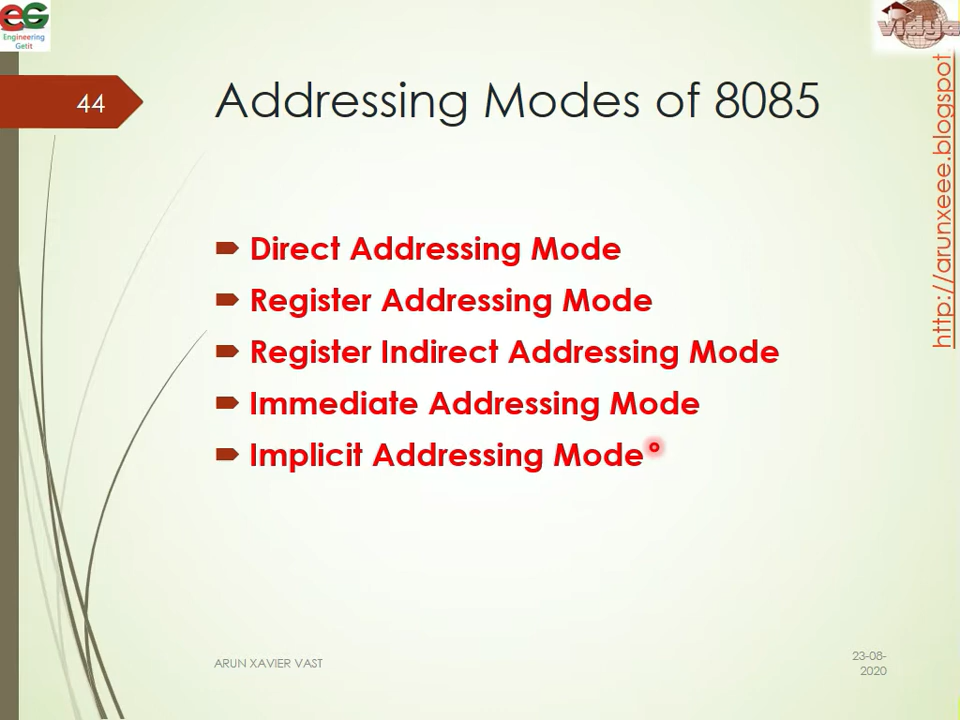 EG
Engineering
Getit
Vidya
http://arunxeee.blogspot.
44
Addressing Modes of 8085
Direct Addressing Mode
Register Addressing Mode
Register Indirect Addressing Mode
Immediate Addressing Mode
Implicit Addressing Mode
ARUN XAVIER VAST
23-08-
2020